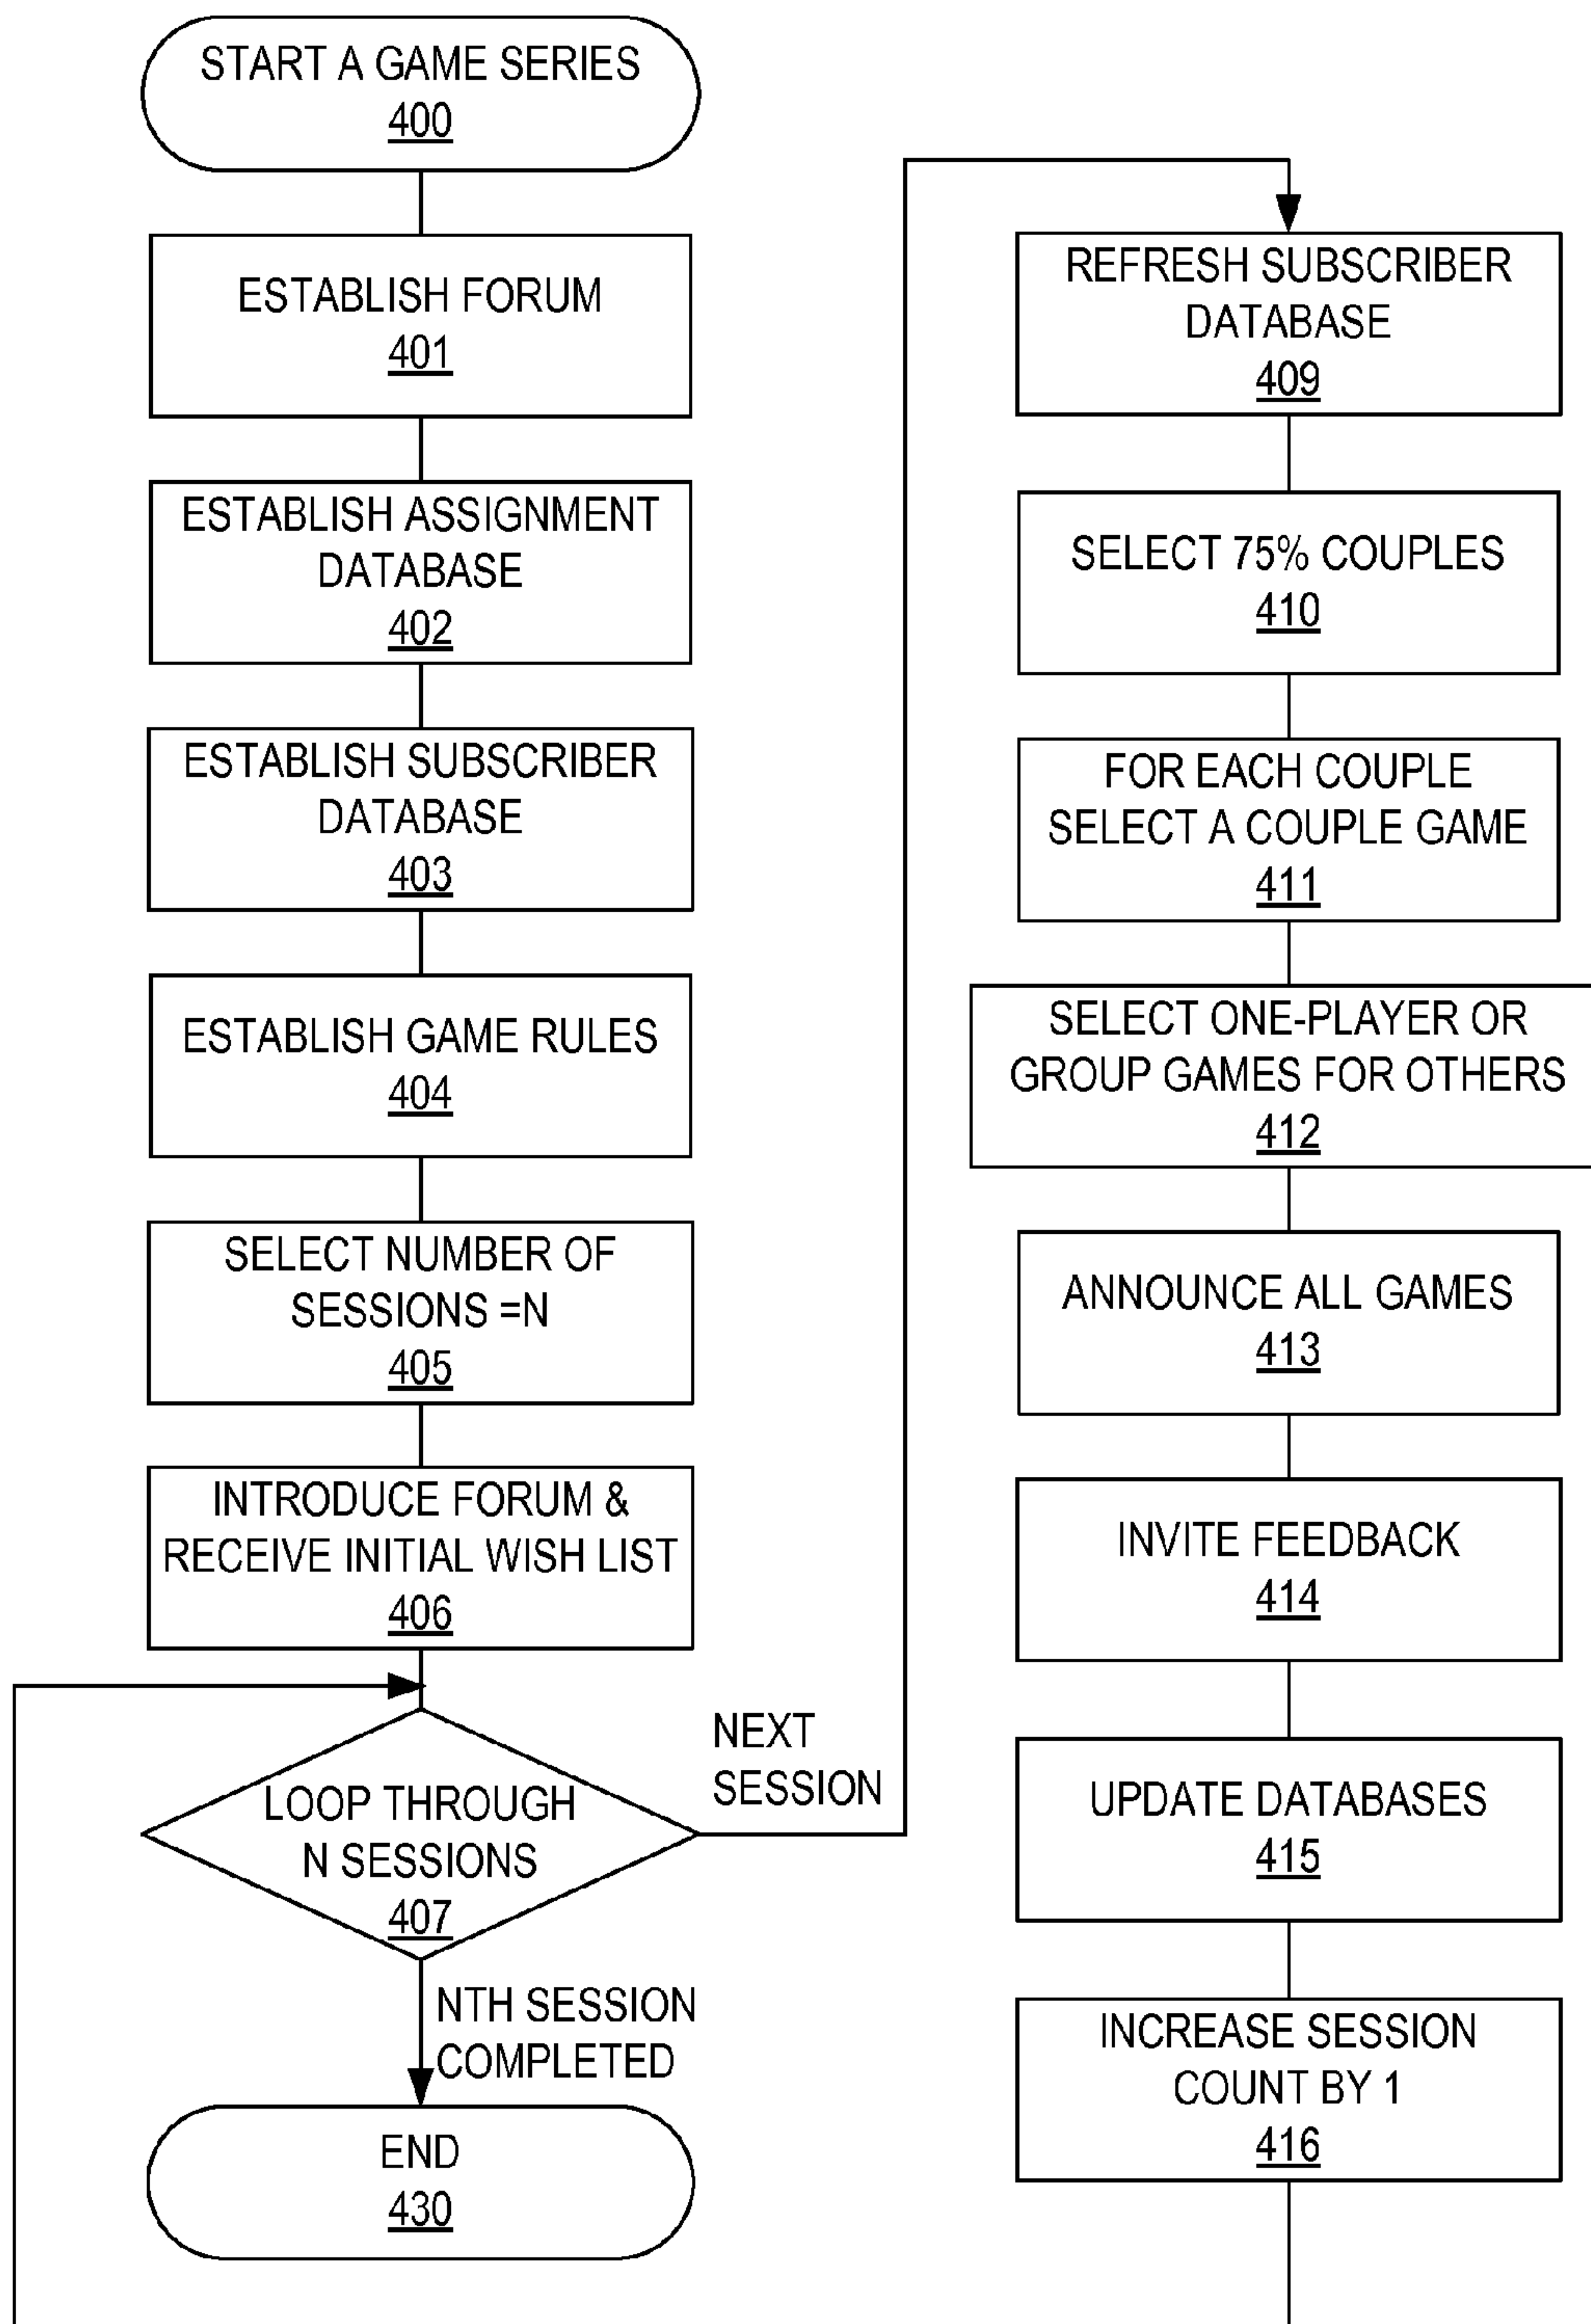 START A GAME SERIES
400
ESTABLISH FORUM
401
ESTABLISH ASSIGNMENT
DATABASE
402
ESTABLISH SUBSCRIBER
DATABASE
403
ESTABLISH GAME RULES
404
SELECT NUMBER OF
SESSIONS =N
405
INTRODUCE FORUM &
RECEIVE INITIAL WISH LIST
406
LOOP THROUGH
N SESSIONS
407
NEXT
SESSION
NTH SESSION
COMPLETED
END
430
REFRESH SUBSCRIBER
DATABASE
409
SELECT 75% COUPLES
410
FOR EACH COUPLE
SELECT A COUPLE GAME
411
SELECT ONE-PLAYER OR
GROUP GAMES FOR OTHERS
412
ANNOUNCE ALL GAMES
413
INVITE FEEDBACK
414
UPDATE DATABASES
415
INCREASE SESSION
COUNT BY 1
416